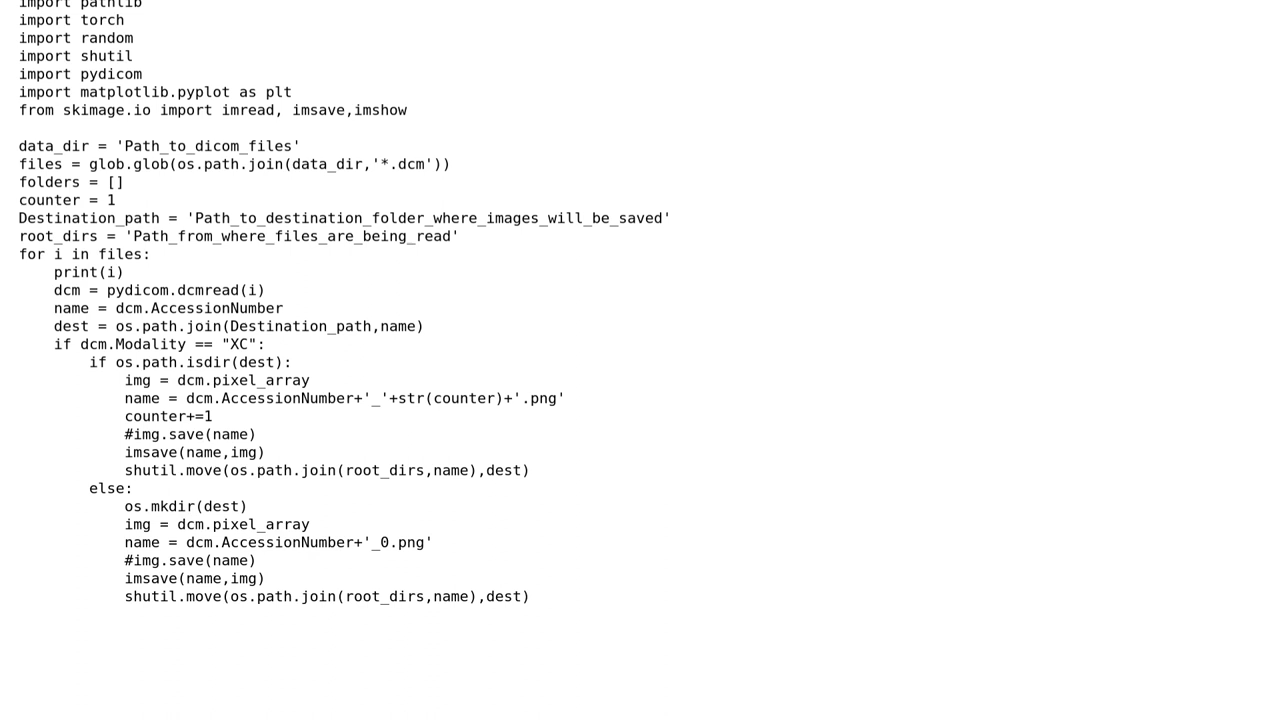 import pathlib
import torch
import random
import shutil
import pydicom
import matplotlib.pyplot as plt
from skimage.io import imread, imsave,imshow

data_dir = 'Path_to_dicom_files'
files = glob.glob(os.path.join(data_dir,'*.dcm'))
folders = []
counter = 1
Destination_path = 'Path_to_destination_folder_where_images_will_be_saved'
root_dirs = 'Path_from_where_files_are_being_read'
for i in files:
    print(i)
    dcm = pydicom.dcmread(i)
    name = dcm.AccessionNumber
    dest = os.path.join(Destination_path,name)
    if dcm.Modality == "XC":
        if os.path.isdir(dest):
            img = dcm.pixel_array
            name = dcm.AccessionNumber+'_'+str(counter)+'.png'
            counter+=1
            #img.save(name)
            imsave(name,img)
            shutil.move(os.path.join(root_dirs,name),dest)
        else:
            os.mkdir(dest)
            img = dcm.pixel_array
            name = dcm.AccessionNumber+'_0.png'
            #img.save(name)
            imsave(name,img)
            shutil.move(os.path.join(root_dirs,name),dest)